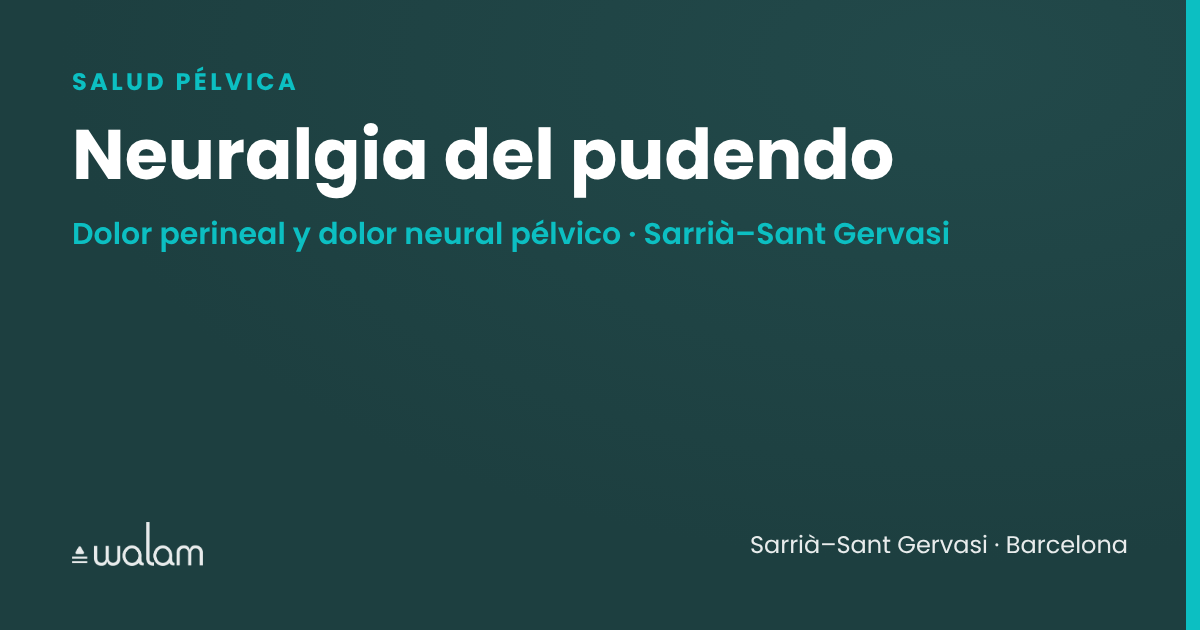 SALUD PÉLVICA
Neuralgia del pudendo
Dolor perineal y dolor neural pélvico · Sarrià–Sant Gervasi
walam
Sarrià–Sant Gervasi · Barcelona